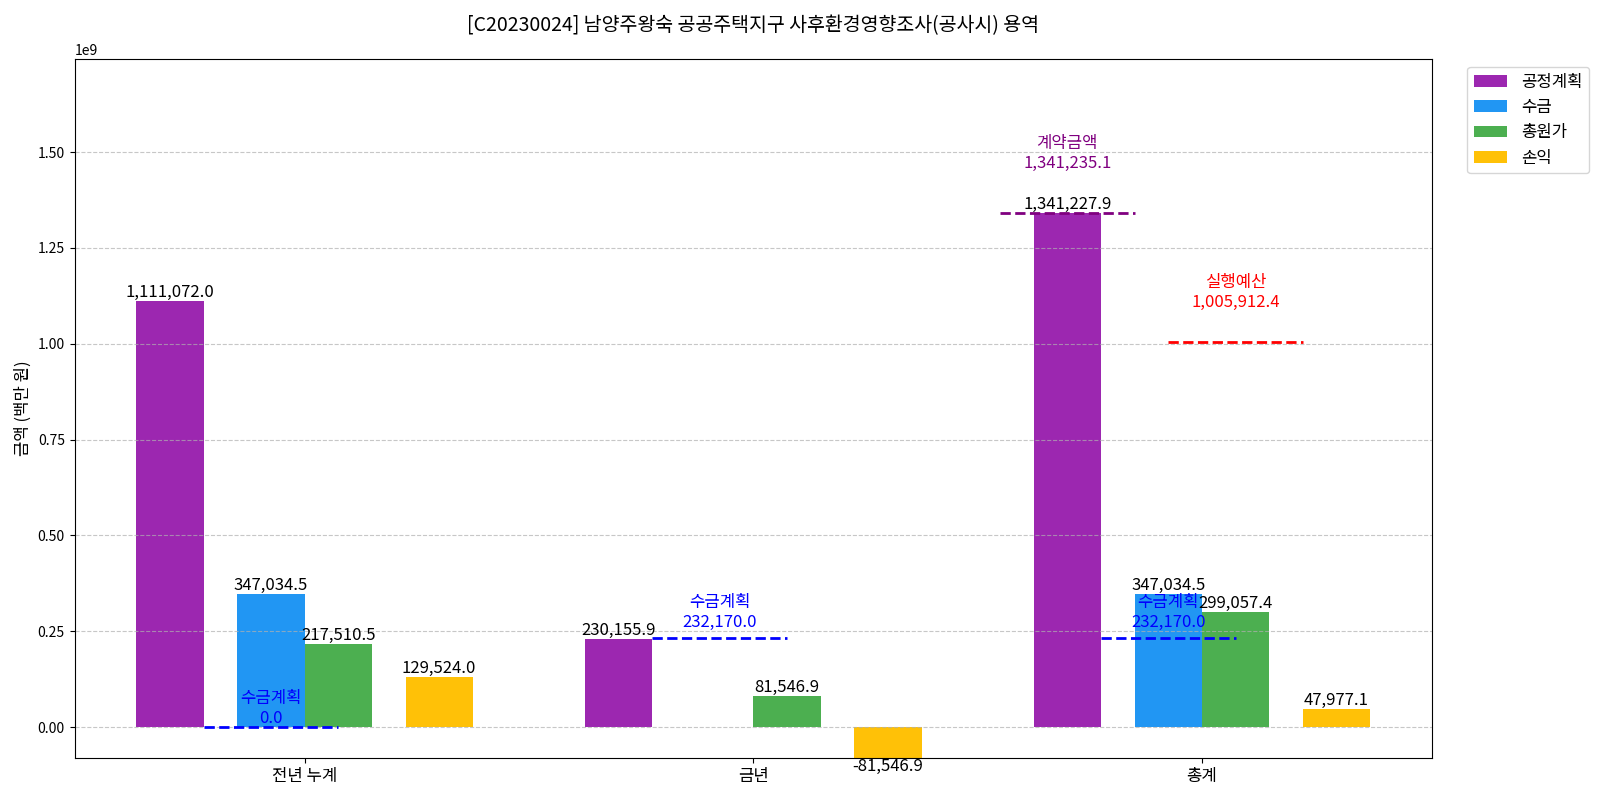 [C20230024] 남양주왕숙 공공주택지구 사후환경영향조사(공사시) 용역
1e9
공정계획
수금
총원가
손익
1.50
1.25
1.00
0.75
0.50
0.25
0.00
금액 (백만 원)
계약금액
1,341,235.1
1,341,227.9
실행예산
1,005,912.4
1,111,072.0
347,034.5
217,510.5
129,524.0
수금계획
0.0
230,155.9
수금계획
232,170.0
81,546.9
-81,546.9
347,034.5
수금계획
232,170.0
299,057.4
47,977.1
전년 누계
금년
총계